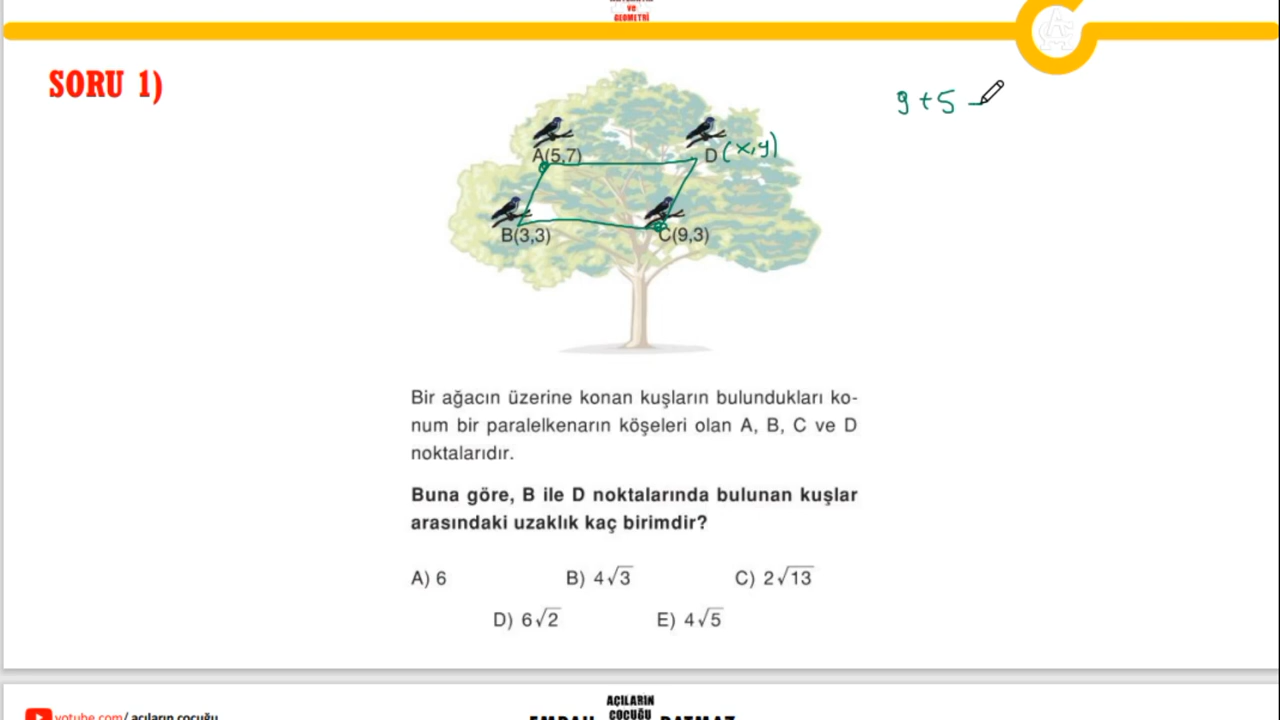 ve
GEOMETRİ
SORU 1)
9 + 5 –
A(5,7)
D (x,y)
B(3,3)
C(9,3)
Bir ağacın üzerine konan kuşların bulundukları ko-
num bir paralelkenarın köşeleri olan A, B, C ve D
noktalarıdır.
Buna göre, B ile D noktalarında bulunan kuşlar
arasındaki uzaklık kaç birimdir?
A) 6 B) 4√3 C) 2√13
D) 6√2 E) 4√5
AÇILARIN
ÇOCUĞU
yotube.com/ açıların çocuğu